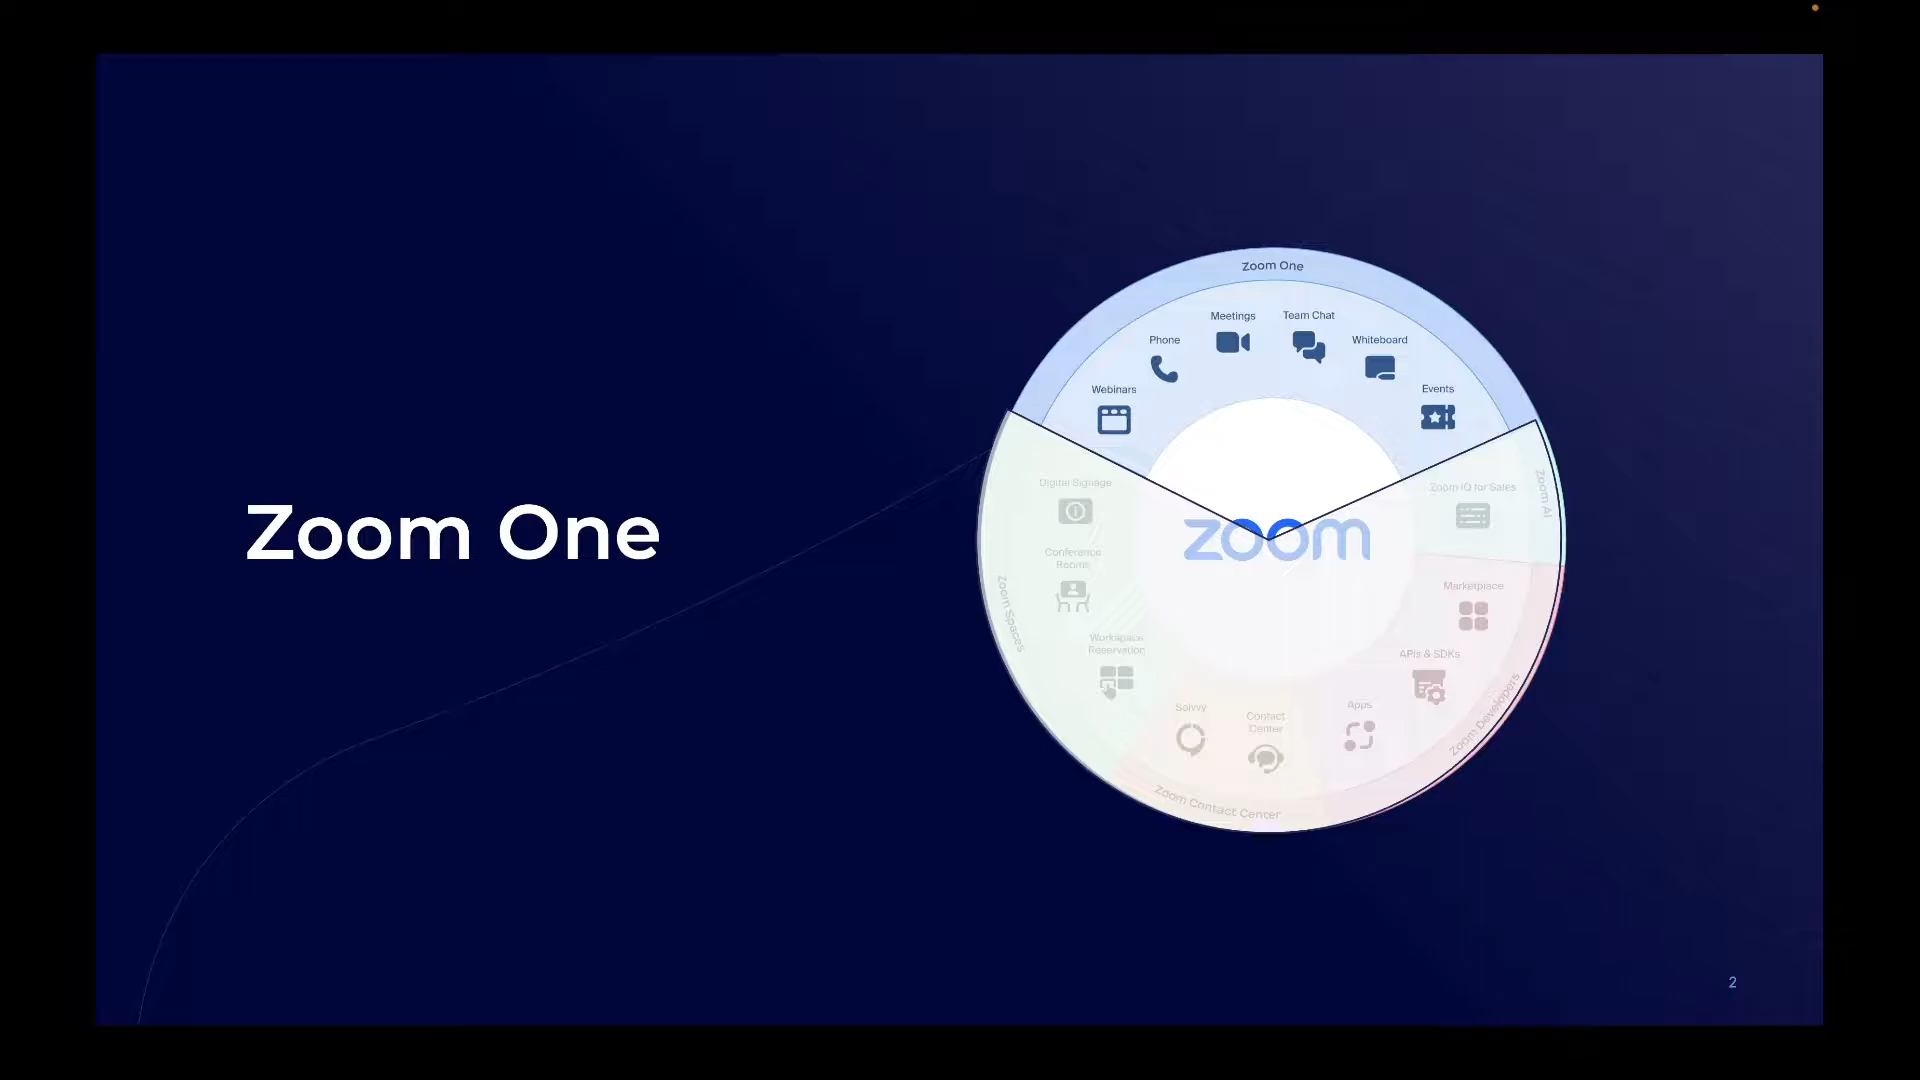 Zoom One
Zoom One
Meetings
Team Chat
Phone
Whiteboard
Webinars
Events
Digital Signage
Zoom IQ for Sales
Zoom AI
zoom
Conference
Rooms
Marketplace
Zoom Spaces
Workspace
Reservation
APIs & SDKs
Solvvy
Contact
Center
Apps
Zoom Developers
Zoom Contact Center
2